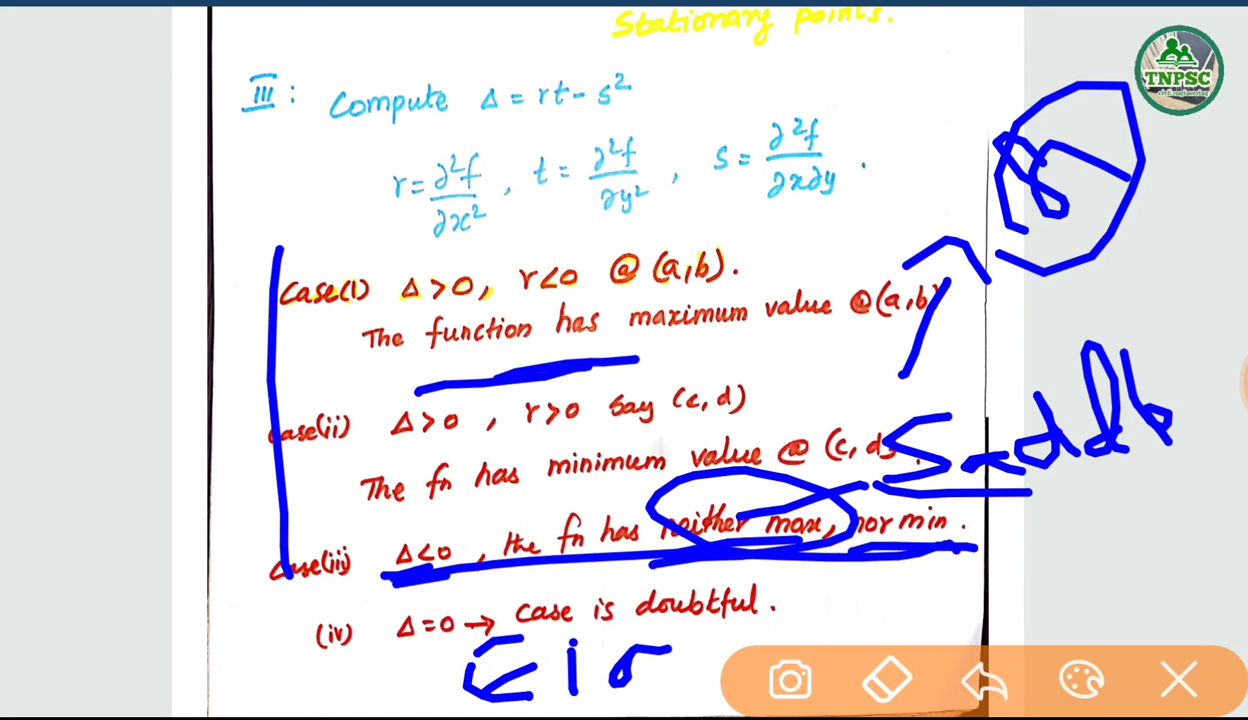 Stationary points.
TNPSC
civil engineering
III : Compute Δ = rt - s²
r = ∂²f/∂x² , t = ∂²f/∂y² , s = ∂²f/∂x∂y .
Case(i) Δ>0, r<0 @ (a,b).
The function has maximum value @(a,b)
Case(ii) Δ>0 , r>0 say (c,d)
The fn has minimum value @ (c,d) .
Case(iii) Δ<0 , the fn has neither max, nor min .
(iv) Δ=0 → Case is doubtful .